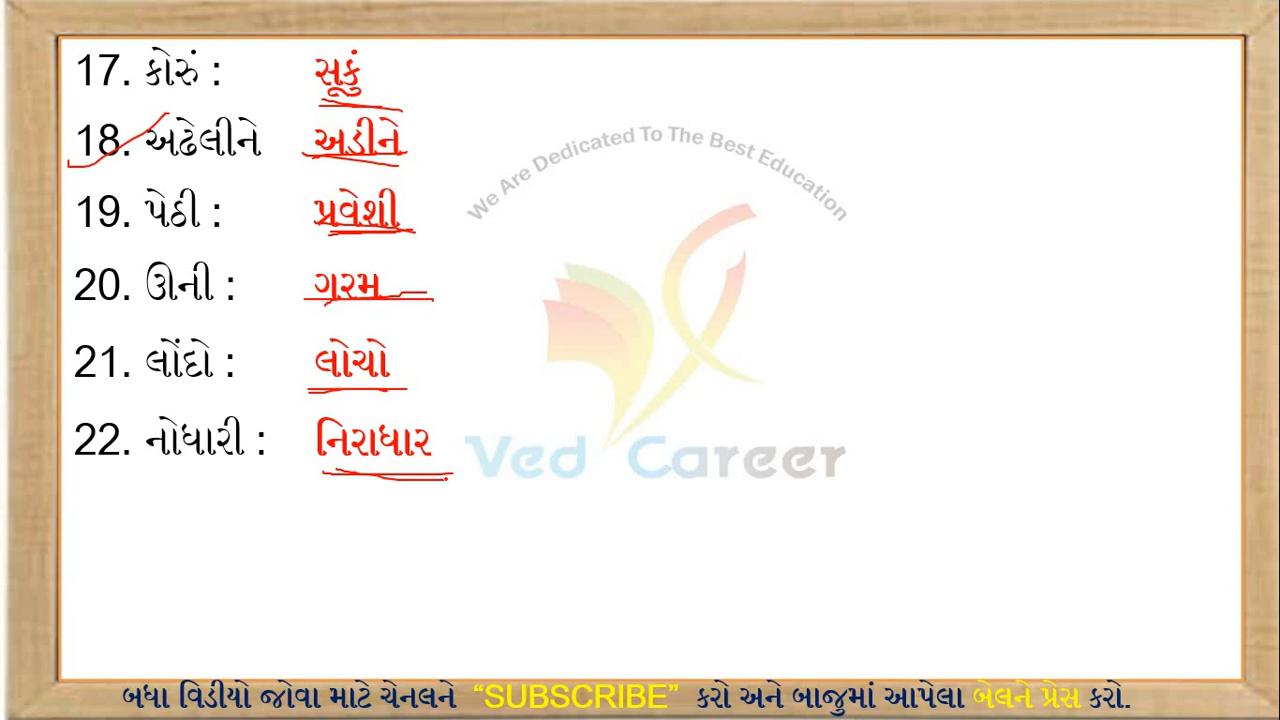 17. કોરું : સૂકું
18. અઢેલીને અડીને
19. પેઠી : પ્રવેશી
20. ઊની : ગરમ
21. લોંદો : લોચો
22. નોધારી : નિરાધાર
We Are Dedicated To The Best Education
Ved Career
બધા વિડીયો જોવા માટે ચેનલને “SUBSCRIBE” કરો અને બાજુમાં આપેલા બેલને પ્રેસ કરો.